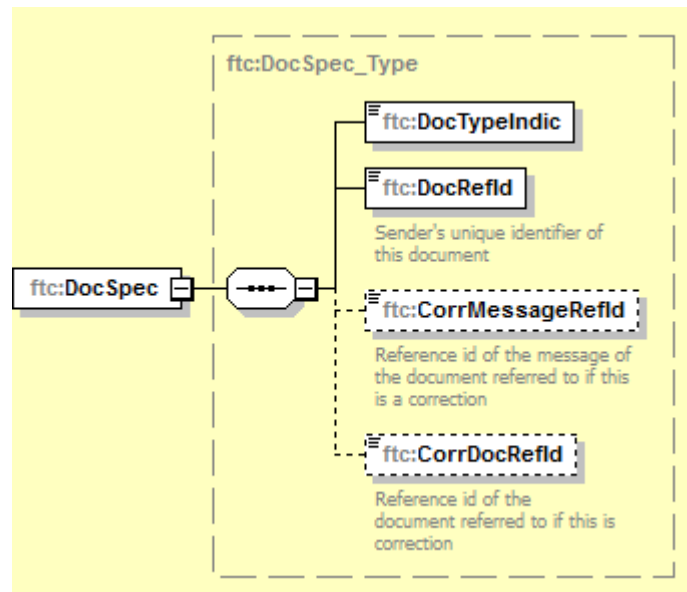 ftc:DocSpec_Type
ftc:DocTypeIndic
ftc:DocRefId
Sender's unique identifier of
this document
ftc:DocSpec
ftc:CorrMessageRefId
Reference id of the message of
the document referred to if this
is a correction
ftc:CorrDocRefId
Reference id of the
document referred to if this is
correction